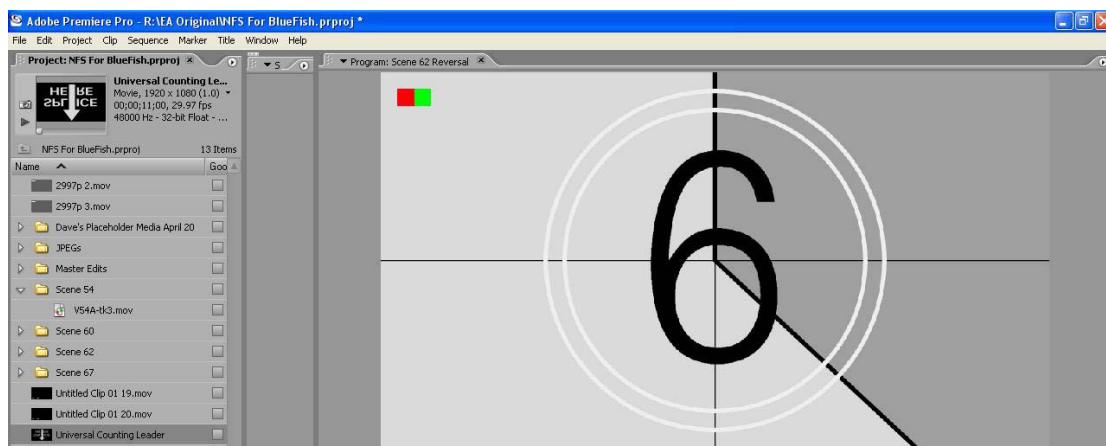 Adobe Premiere Pro - R:\EA Original\NFS For BlueFish.prproj *
File Edit Project Clip Sequence Marker Title Window Help
Project: NFS For BlueFish.prproj
S
Program: Scene 62 Reversal
HE RE
SPL ICE
Universal Counting Le...
Movie, 1920 x 1080 (1.0)
00;00;11;00, 29.97 fps
48000 Hz - 32-bit Float - ...
NFS For BlueFish.prproj 13 Items
Name Goo
2997p 2.mov
2997p 3.mov
Dave's Placeholder Media April 20
JPEGs
Master Edits
Scene 54
V54A-tk3.mov
Scene 60
Scene 62
Scene 67
Untitled Clip 01 19.mov
Untitled Clip 01 20.mov
Universal Counting Leader
6